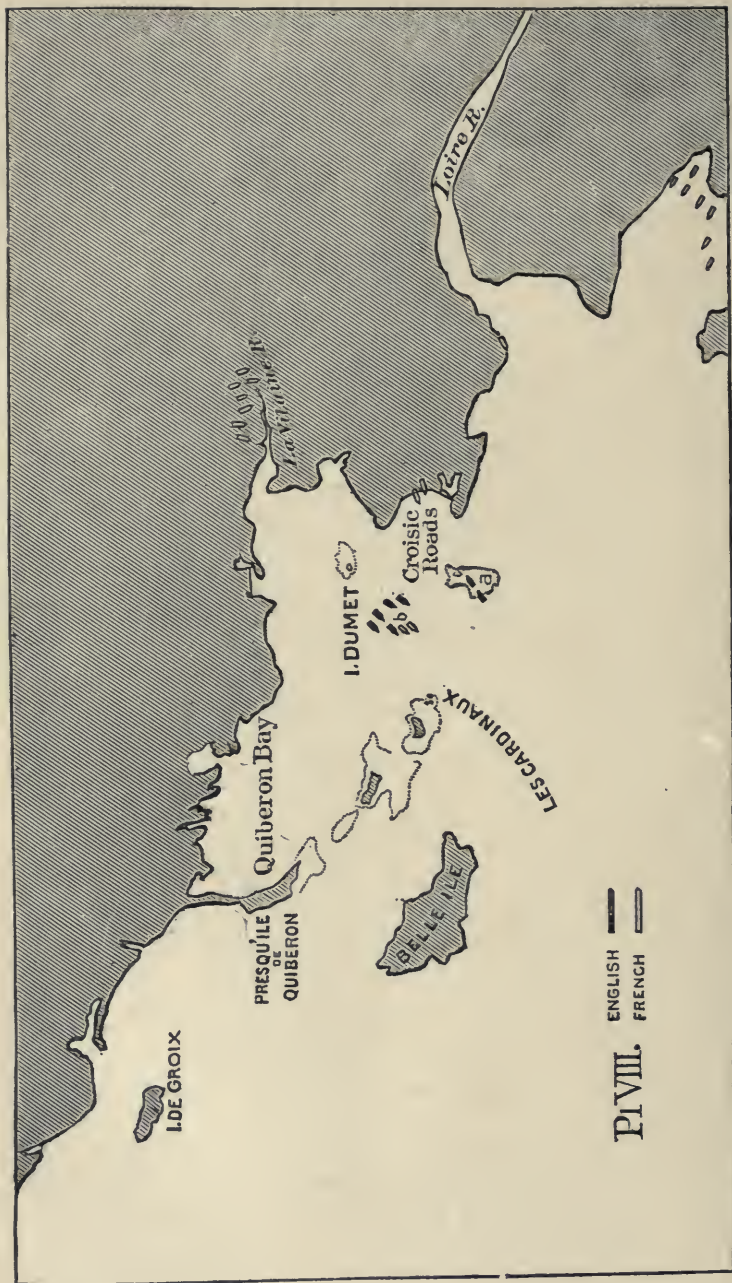 I. DE GROIX
PRESQU'ILE
DE
QUIBERON
Quiberon Bay
La Vilaine R.
I. DUMET
b
Croisic
Roads
a
Loire R.
BELLE ILE
LES CARDINAUX
Pl VIII.
ENGLISH
FRENCH